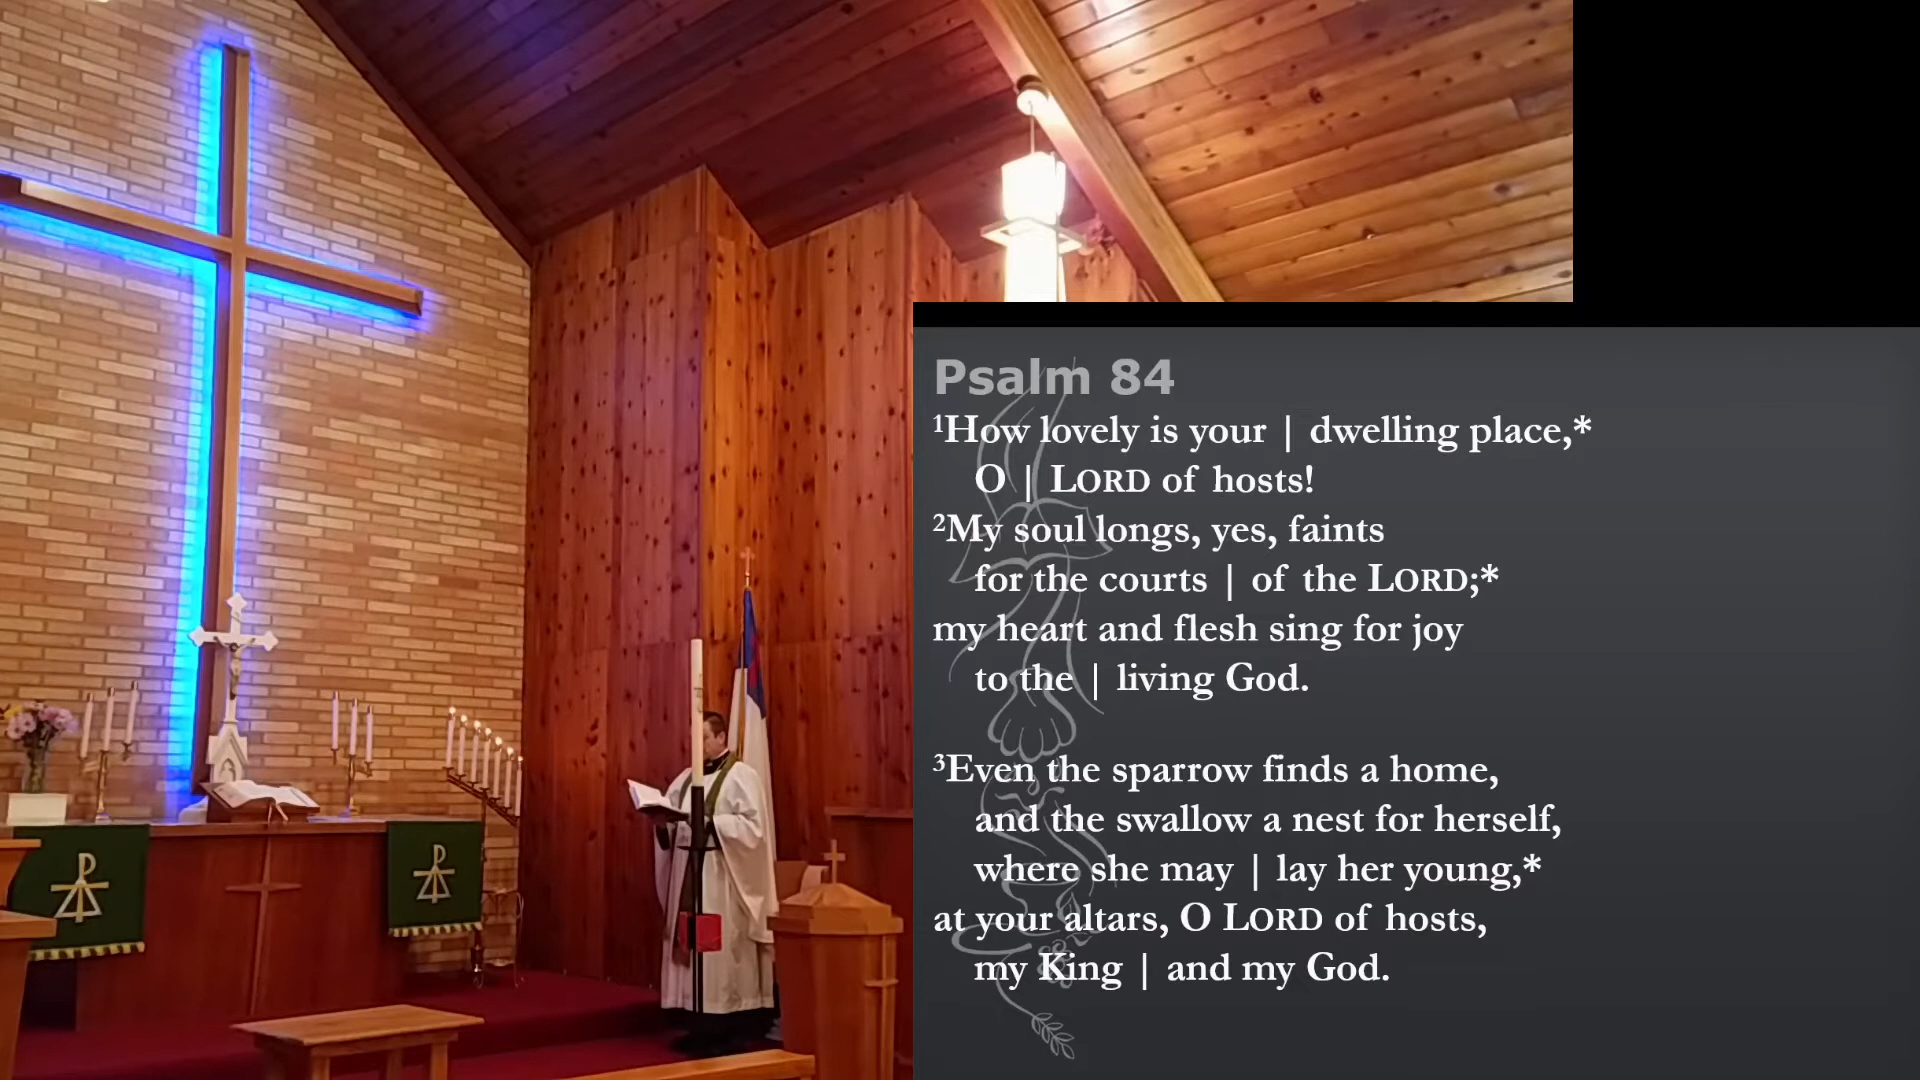 Psalm 84
¹How lovely is your | dwelling place,*
O | LORD of hosts!
²My soul longs, yes, faints
for the courts | of the LORD;*
my heart and flesh sing for joy
to the | living God.
³Even the sparrow finds a home,
and the swallow a nest for herself,
where she may | lay her young,*
at your altars, O LORD of hosts,
my King | and my God.